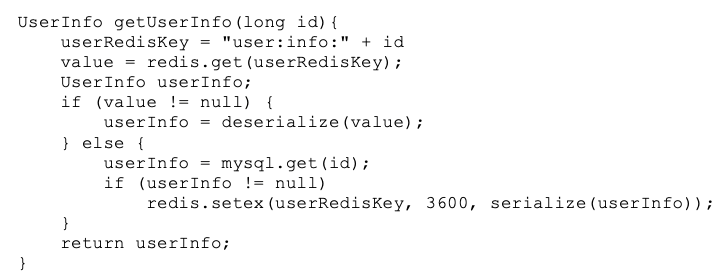 UserInfo getUserInfo(long id){
    userRedisKey = "user:info:" + id
    value = redis.get(userRedisKey);
    UserInfo userInfo;
    if (value != null) {
        userInfo = deserialize(value);
    } else {
        userInfo = mysql.get(id);
        if (userInfo != null)
            redis.setex(userRedisKey, 3600, serialize(userInfo));
    }
    return userInfo;
}